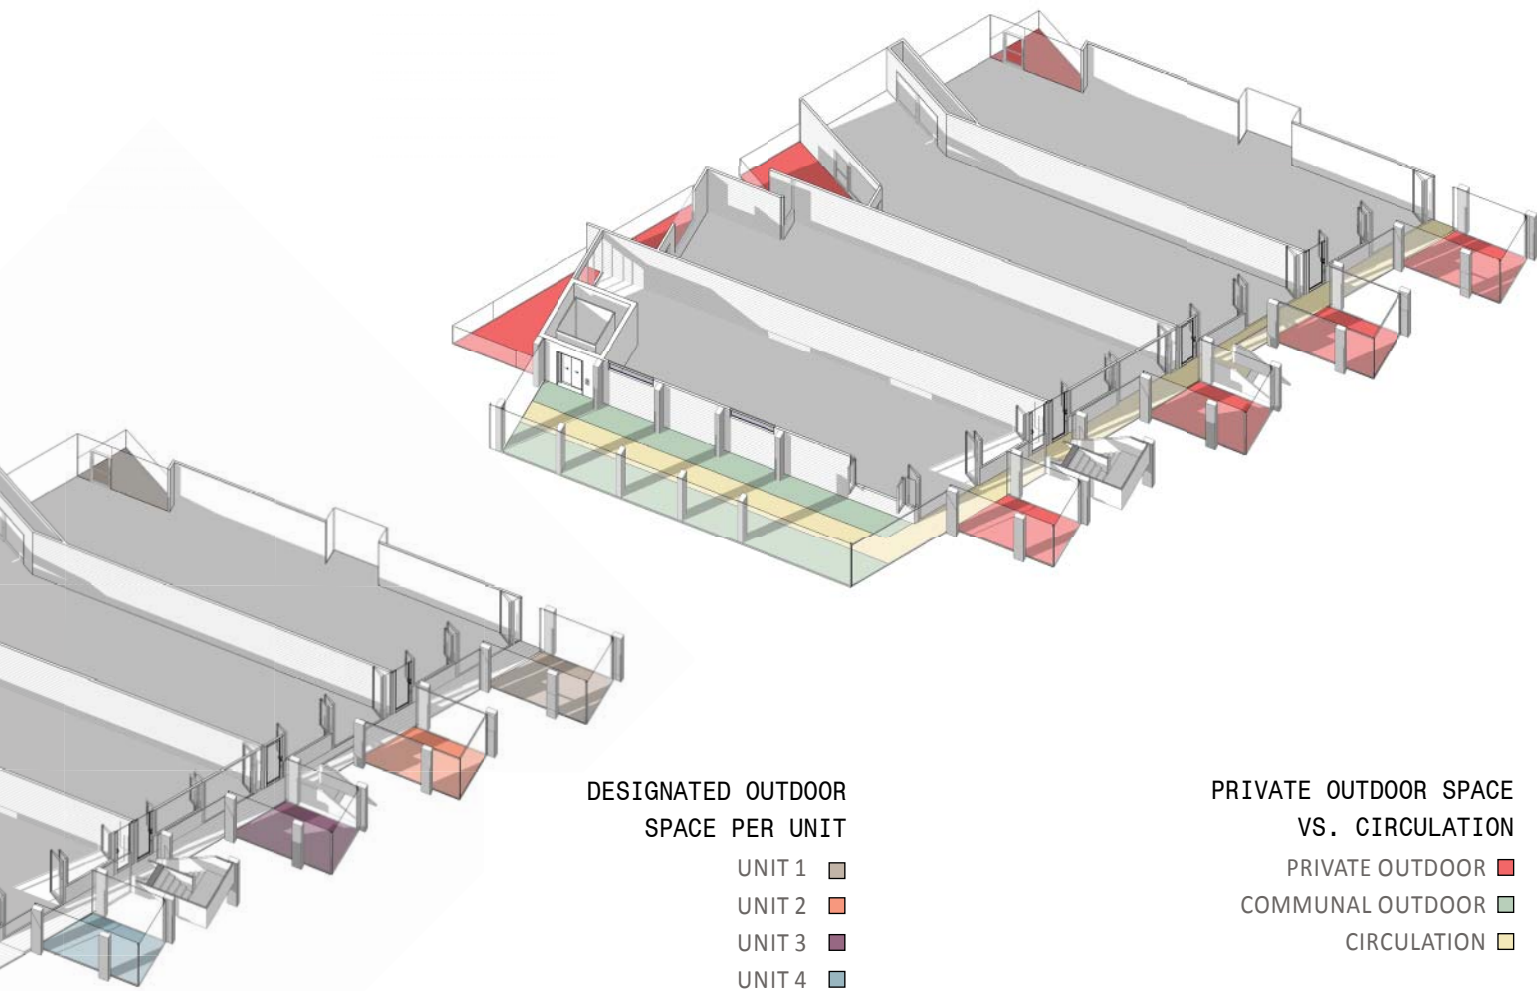 DESIGNATED OUTDOOR
SPACE PER UNIT
UNIT 1
UNIT 2
UNIT 3
UNIT 4
PRIVATE OUTDOOR SPACE
VS. CIRCULATION
PRIVATE OUTDOOR
COMMUNAL OUTDOOR
CIRCULATION